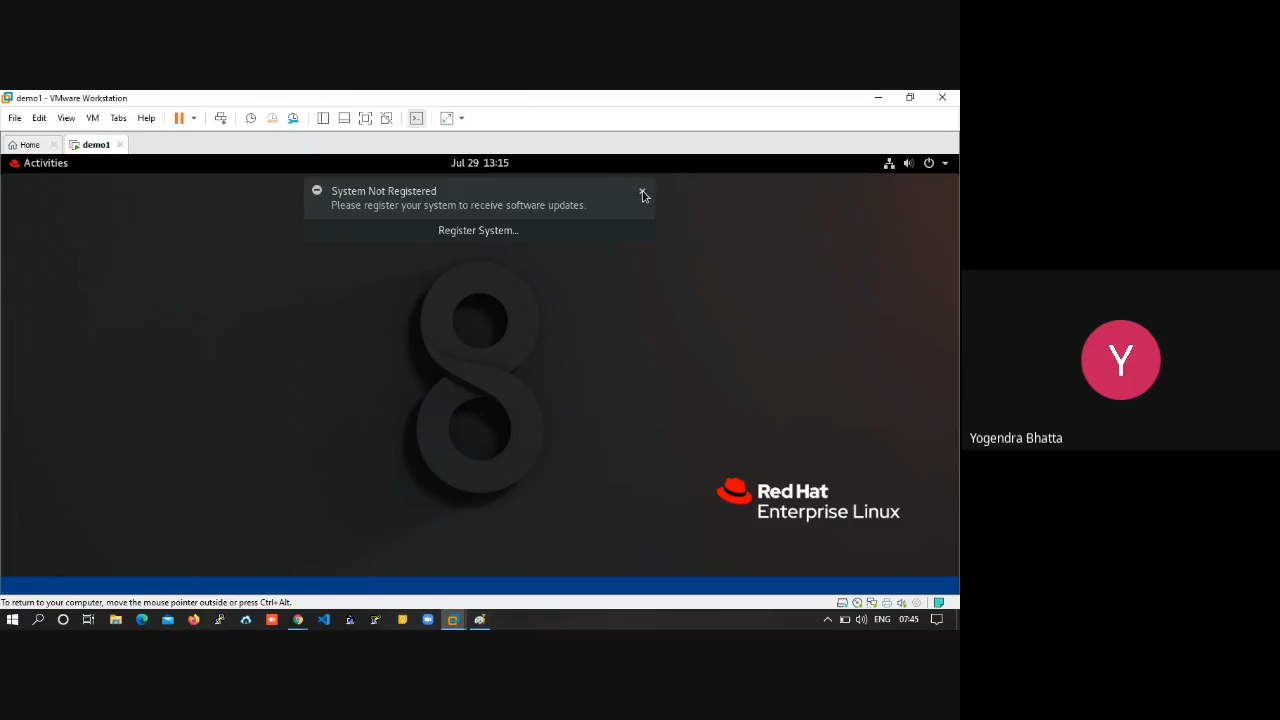 demo1 - VMware Workstation
File Edit View VM Tabs Help
Home demo1
Activities Jul 29 13:15
System Not Registered
Please register your system to receive software updates.
Register System...
8
Red Hat
Enterprise Linux
To return to your computer, move the mouse pointer outside or press Ctrl+Alt.
ENG 07:45
Y
Yogendra Bhatta